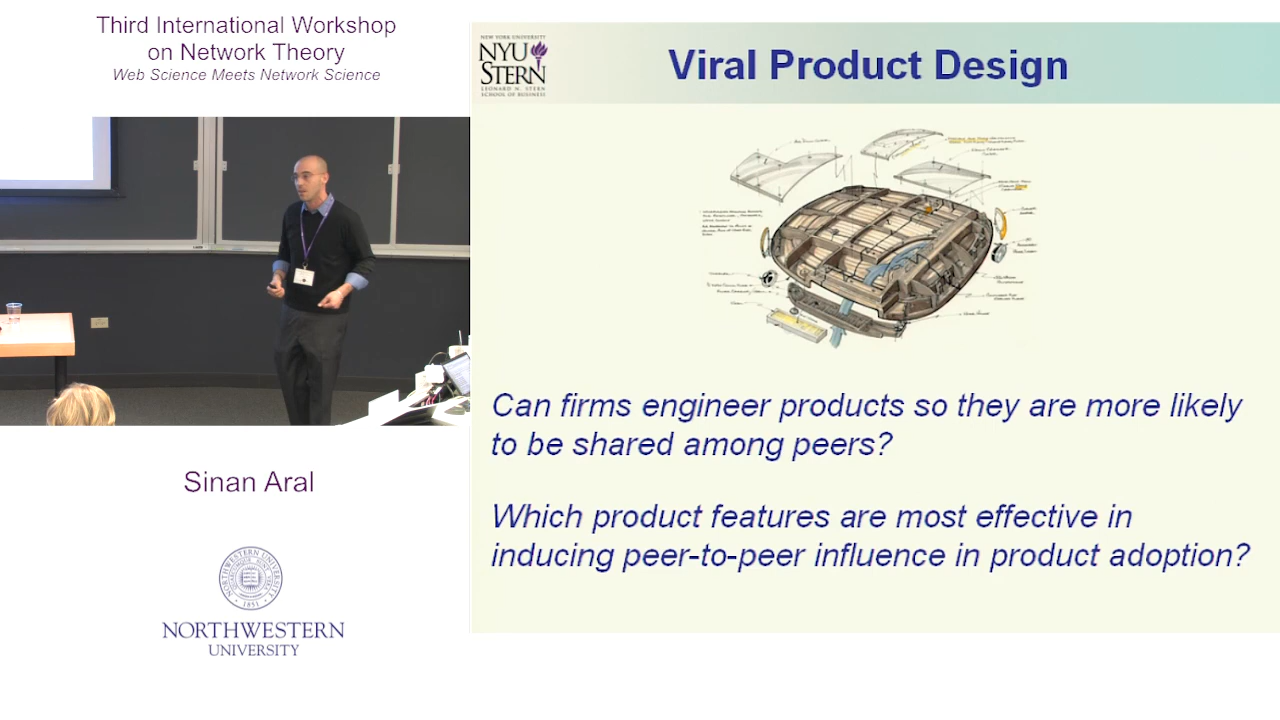 Third International Workshop
on Network Theory
Web Science Meets Network Science
NEW YORK UNIVERSITY
NYU
STERN
LEONARD N. STERN
SCHOOL OF BUSINESS
Viral Product Design
Can firms engineer products so they are more likely
to be shared among peers?
Which product features are most effective in
inducing peer-to-peer influence in product adoption?
Sinan Aral
NORTHWESTERN UNIVERSITY
1851
NORTHWESTERN
UNIVERSITY